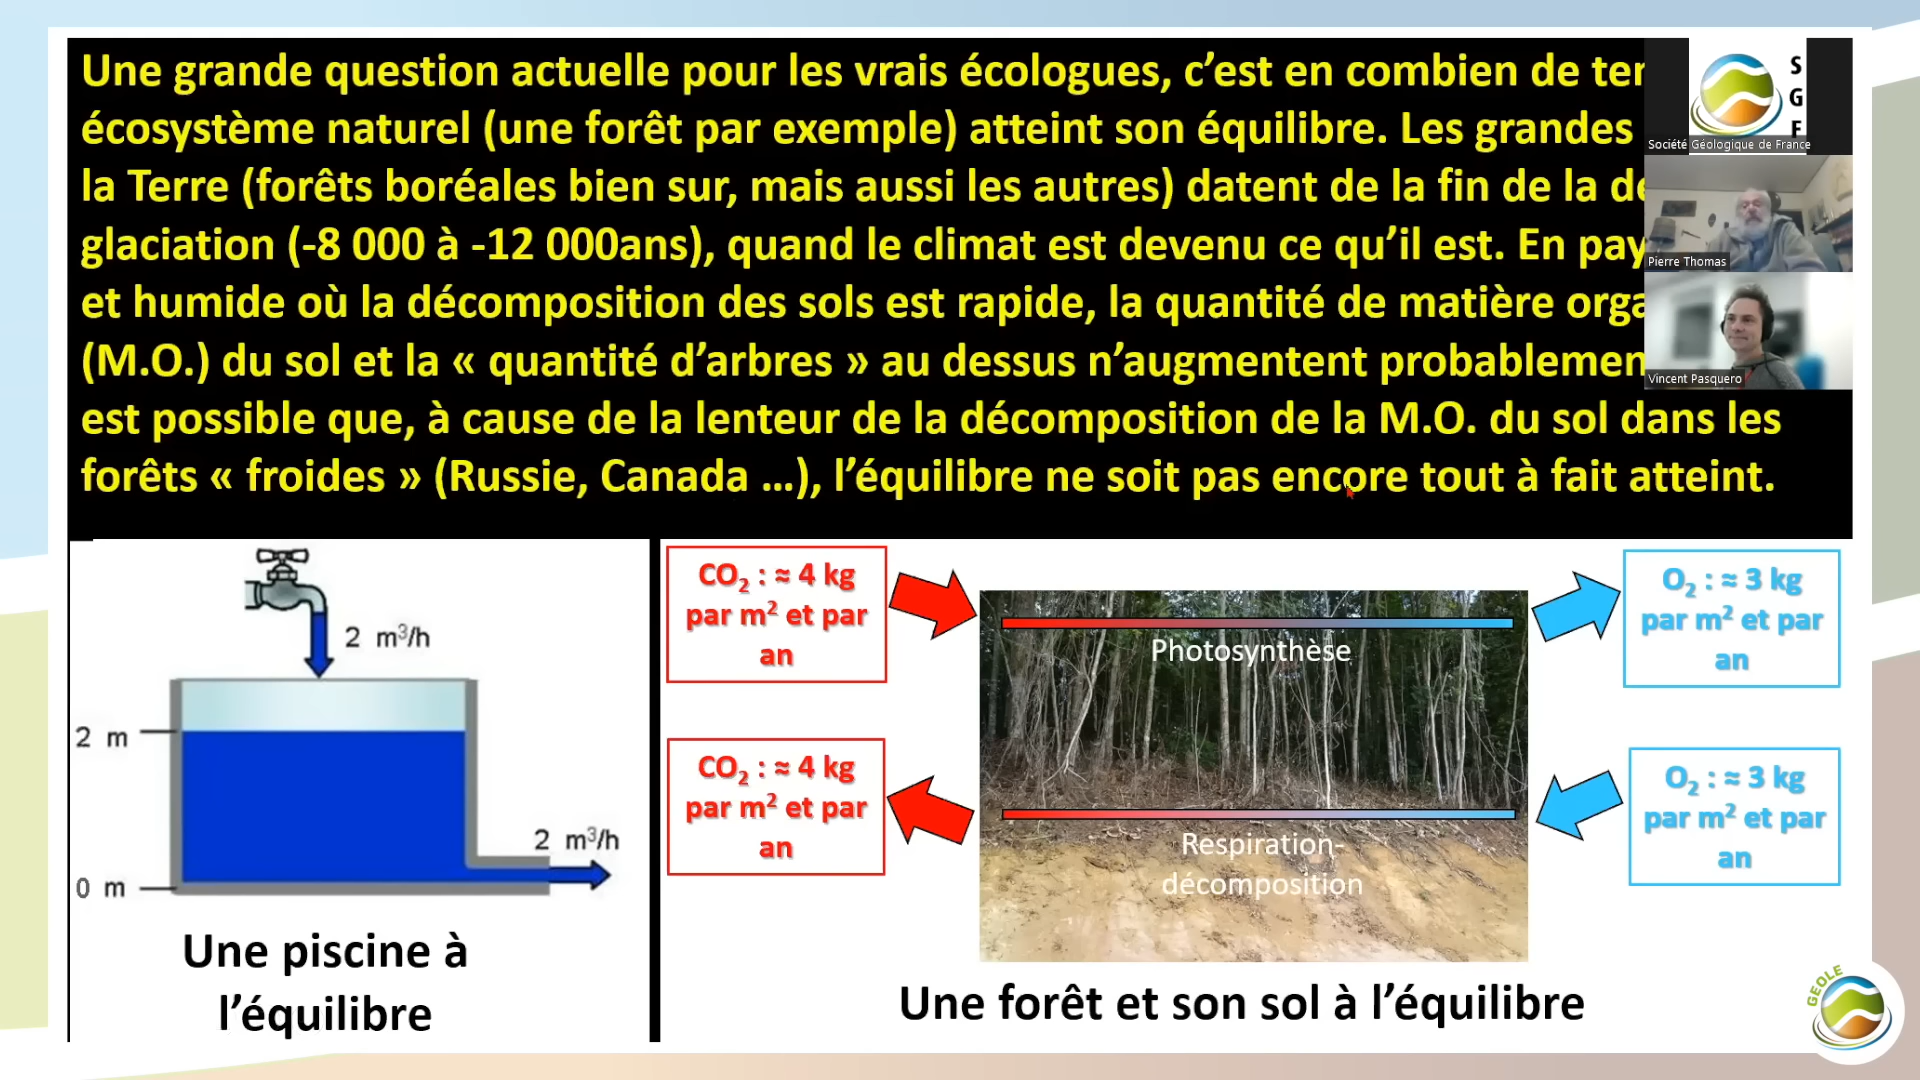 Une grande question actuelle pour les vrais écologues, c’est en combien de
écosystème naturel (une forêt par exemple) atteint son équilibre. Les grandes
la Terre (forêts boréales bien sur, mais aussi les autres) datent de la fin de la
glaciation (-8 000 à -12 000ans), quand le climat est devenu ce qu’il est. En
et humide où la décomposition des sols est rapide, la quantité de matière
(M.O.) du sol et la « quantité d’arbres » au dessus n’augmentent
est possible que, à cause de la lenteur de la décomposition de la M.O. du sol dans les
forêts « froides » (Russie, Canada ...), l’équilibre ne soit pas encore tout à fait atteint.
S
G
F
Société Géologique de France
Pierre Thomas
Vincent Pasquero
2 m³/h
2 m
2 m³/h
0 m
Une piscine à
l’équilibre
CO₂ : ≈ 4 kg
par m² et par
an
CO₂ : ≈ 4 kg
par m² et par
an
Photosynthèse
Respiration-
décomposition
O₂ : ≈ 3 kg
par m² et par
an
O₂ : ≈ 3 kg
par m² et par
an
Une forêt et son sol à l’équilibre
GEOLE